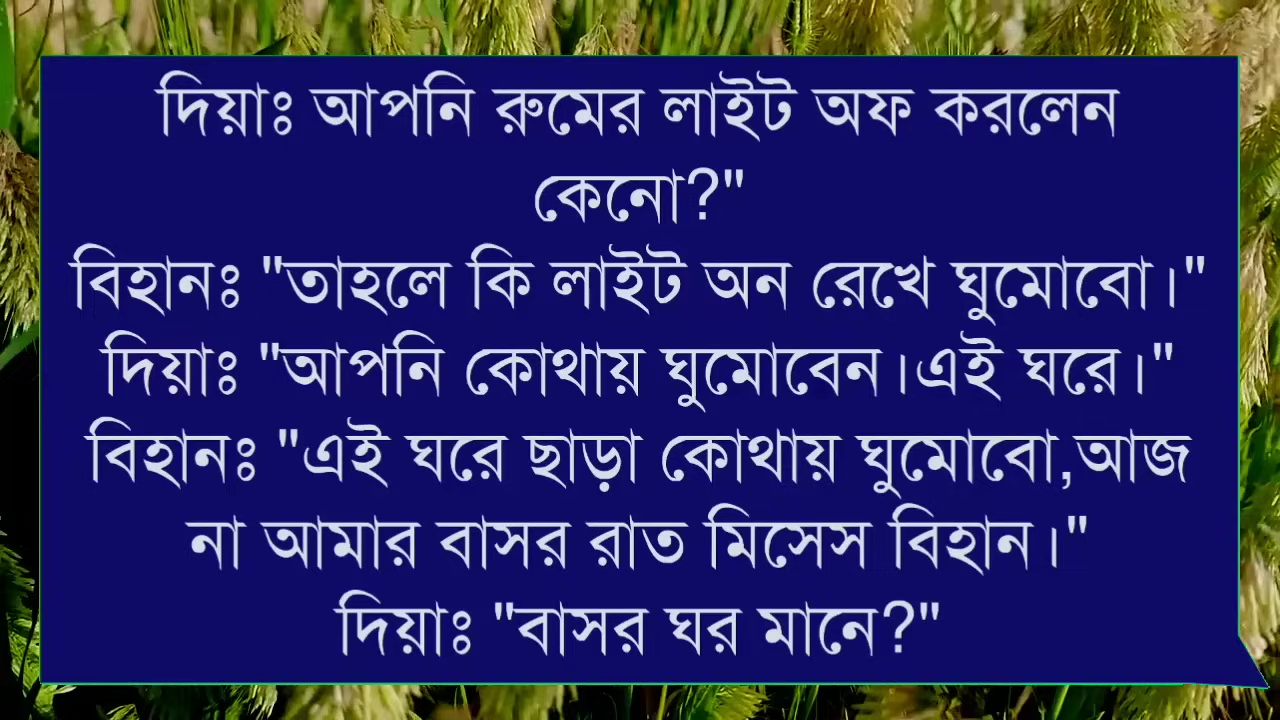 দিয়াঃ আপনি রুমের লাইট অফ করলেন
কেনো?"
বিহানঃ "তাহলে কি লাইট অন রেখে ঘুমোবো।"
দিয়াঃ "আপনি কোথায় ঘুমোবেন।এই ঘরে।"
বিহানঃ "এই ঘরে ছাড়া কোথায় ঘুমোবো,আজ
না আমার বাসর রাত মিসেস বিহান।"
দিয়াঃ "বাসর ঘর মানে?"